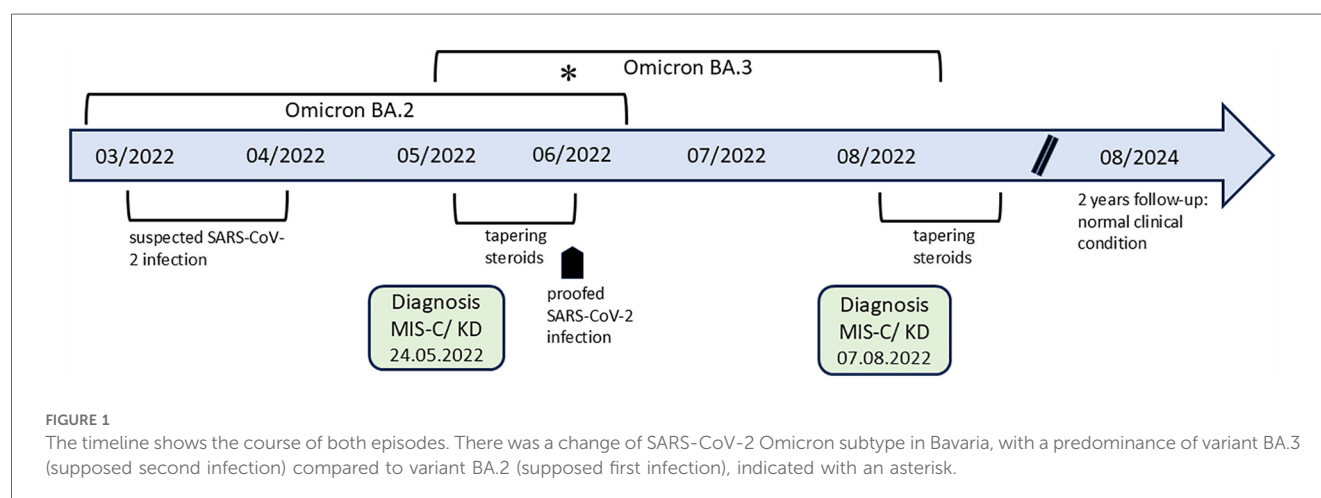 * Omicron BA.3
Omicron BA.2
03/2022 04/2022 05/2022 06/2022 07/2022 08/2022 // 08/2024
suspected SARS-CoV-
2 infection
tapering
steroids
proofed
SARS-CoV-2
infection
tapering
steroids
2 years follow-up:
normal clinical
condition
Diagnosis
MIS-C/ KD
24.05.2022
Diagnosis
MIS-C/ KD
07.08.2022
FIGURE 1
The timeline shows the course of both episodes. There was a change of SARS-CoV-2 Omicron subtype in Bavaria, with a predominance of variant BA.3
(supposed second infection) compared to variant BA.2 (supposed first infection), indicated with an asterisk.